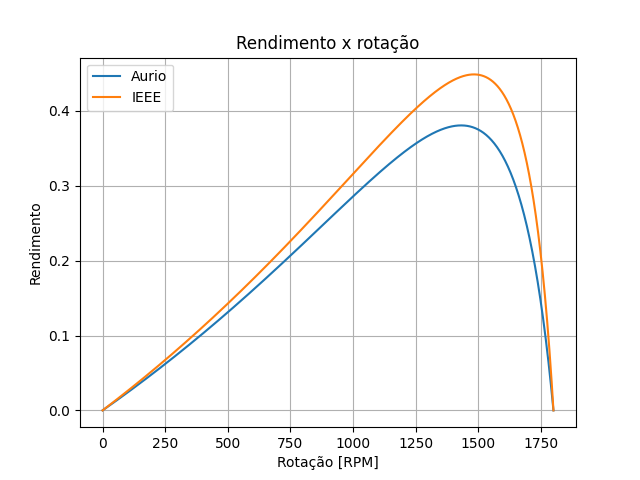 Rendimento x rotação
Aurio
IEEE
Rendimento
0.4
0.3
0.2
0.1
0.0
0 250 500 750 1000 1250 1500 1750
Rotação [RPM]